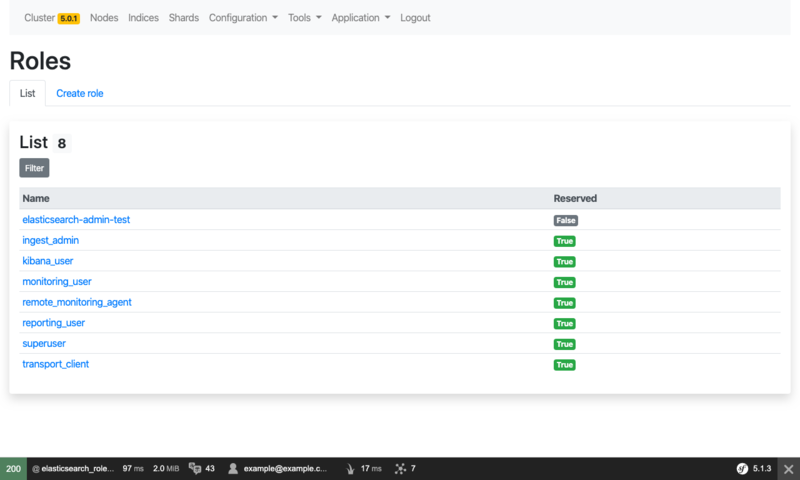 Cluster 5.0.1 Nodes Indices Shards Configuration Tools Application Logout
Roles
List Create role
List 8
Filter
Name Reserved
elasticsearch-admin-test False
ingest_admin True
kibana_user True
monitoring_user True
remote_monitoring_agent True
reporting_user True
superuser True
transport_client True
200 @ elasticsearch_role... 97 ms 2.0 MiB 43 example@example.c... 17 ms 7 sf 5.1.3